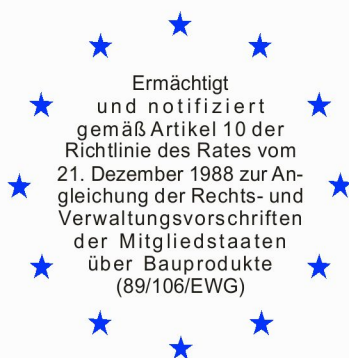 Ermächtigt
und notifiziert
gemäß Artikel 10 der
Richtlinie des Rates vom
21. Dezember 1988 zur An-
gleichung der Rechts- und
Verwaltungsvorschriften
der Mitgliedstaaten
über Bauprodukte
(89/106/EWG)